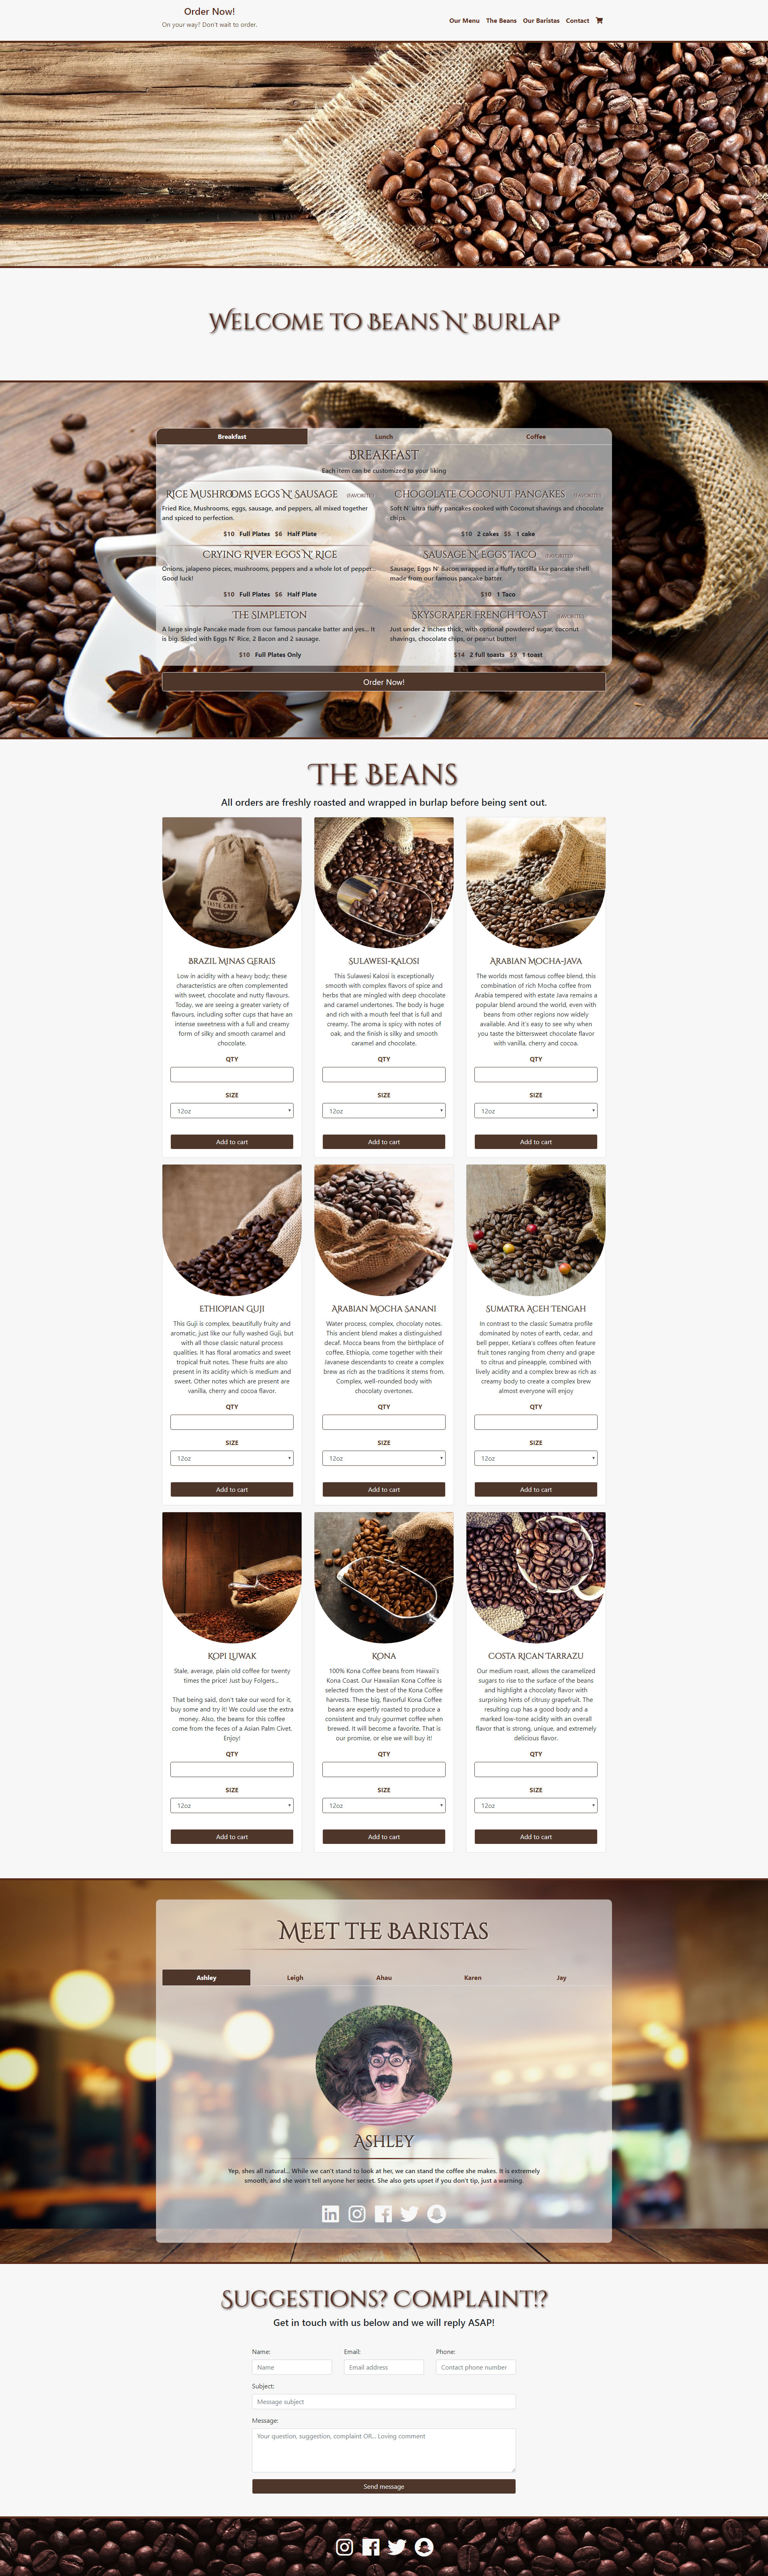 Order Now!
On your way? Don't wait to order.
Our Menu The Beans Our Baristas Contact
Welcome to Beans N' Burlap
Breakfast Lunch Coffee
Breakfast
Each item can be customized to your liking
Rice Mushrooms Eggs N' Sausage (Favorite)
Fried Rice, Mushrooms, eggs, sausage, and peppers, all mixed together
and spiced to perfection.
$10 Full Plates $6 Half Plate
Chocolate Coconut Pancakes (Favorite)
Soft N' ultra fluffy pancakes cooked with Coconut shavings and chocolate
chips.
$10 2 cakes $5 1 cake
Crying River Eggs N' Rice
Onions, jalapeno pieces, mushrooms, peppers and a whole lot of pepper...
Good luck!
$10 Full Plates $6 Half Plate
Sausage N' Eggs Taco (Favorite)
Sausage, Eggs N' Bacon wrapped in a fluffy tortilla like pancake shell
made from our famous pancake batter.
$10 1 Taco
The Simpleton
A large single Pancake made from our famous pancake batter and yes... It
is big. Sided with Eggs N' Rice, 2 Bacon and 2 sausage.
$10 Full Plates Only
Skyscraper French Toast (Favorite)
Just under 2 inches thick, with optional powdered sugar, coconut
shavings, chocolate chips, or peanut butter!
$14 2 full toasts $9 1 toast
Order Now!
The Beans
All orders are freshly roasted and wrapped in burlap before being sent out.
TASTE CAFE
Brazil Minas Gerais
Low in acidity with a heavy body; these
characteristics are often complemented
with sweet, chocolate and nutty flavours.
Today, we are seeing a greater variety of
flavours, including softer cups that have an
intense sweetness with a full and creamy
form of silky and smooth caramel and
chocolate.
QTY
SIZE
12oz
Add to cart
Sulawesi-Kalosi
This Sulawesi Kalosi is exceptionally
smooth with complex flavors of spice and
herbs that are mingled with deep chocolate
and caramel undertones. The body is huge
and rich with a mouth feel that is full and
creamy. The aroma is spicy with notes of
oak, and the finish is silky and smooth
caramel and chocolate.
QTY
SIZE
12oz
Add to cart
Arabian Mocha-Java
The worlds most famous coffee blend, this
combination of rich Mocha coffee from
Arabia tempered with estate Java remains a
popular blend around the world, even with
beans from other regions now widely
available. And it's easy to see why when
you taste the bittersweet chocolate flavor
with vanilla, cherry and cocoa.
QTY
SIZE
12oz
Add to cart
Ethiopian Guji
This Guji is complex, beautifully fruity and
aromatic, just like our fully washed Guji, but
with all those classic natural process
qualities. It has floral aromatics and sweet
tropical fruit notes. These fruits are also
present in its acidity which is medium and
sweet. Other notes which are present are
vanilla, cherry and cocoa flavor.
QTY
SIZE
12oz
Add to cart
Arabian Mocha Sanani
Water process, complex, chocolaty notes.
This ancient blend makes a distinguished
decaf. Mocca beans from the birthplace of
coffee, Ethiopia, come together with their
Javanese descendants to create a complex
brew as rich as the traditions it stems from.
Complex, well-rounded body with
chocolaty overtones.
QTY
SIZE
12oz
Add to cart
Sumatra Aceh Tengah
In contrast to the classic Sumatra profile
dominated by notes of earth, cedar, and
bell pepper, Ketiara's coffees often feature
fruit tones ranging from cherry and grape
to citrus and pineapple, combined with
lively acidity and a complex brew as rich as
creamy body to create a complex brew
almost everyone will enjoy
QTY
SIZE
12oz
Add to cart
Kopi Luwak
Stale, average, plain old coffee for twenty
times the price! Just buy Folgers...
That being said, don't take our word for it,
buy some and try it! We could use the extra
money. Also, the beans for this coffee
come from the feces of a Asian Palm Civet.
Enjoy!
QTY
SIZE
12oz
Add to cart
Kona
100% Kona Coffee beans from Hawaii's
Kona Coast. Our Hawaiian Kona Coffee is
selected from the best of the Kona Coffee
harvests. These big, flavorful Kona Coffee
beans are expertly roasted to produce a
consistent and truly gourmet coffee when
brewed. It will become a favorite. That is
our promise, or else we will buy it!
QTY
SIZE
12oz
Add to cart
Costa Rican Tarrazu
Our medium roast, allows the caramelized
sugars to rise to the surface of the beans
and highlight a chocolaty flavor with
surprising hints of citrusy grapefruit. The
resulting cup has a good body and a
marked low-tone acidity with an overall
flavor that is strong, unique, and extremely
delicious flavor.
QTY
SIZE
12oz
Add to cart
Meet the Baristas
Ashley Leigh Ahau Karen Jay
Ashley
Yep, shes all natural... While we can't stand to look at her, we can stand the coffee she makes. It is extremely
smooth, and she won't tell anyone her secret. She also gets upset if you don't tip, just a warning.
Suggestions? Complaint!?
Get in touch with us below and we will reply ASAP!
Name: Email: Phone:
Name Email address Contact phone number
Subject:
Message subject
Message:
Your question, suggestion, complaint OR... Loving comment
Send message